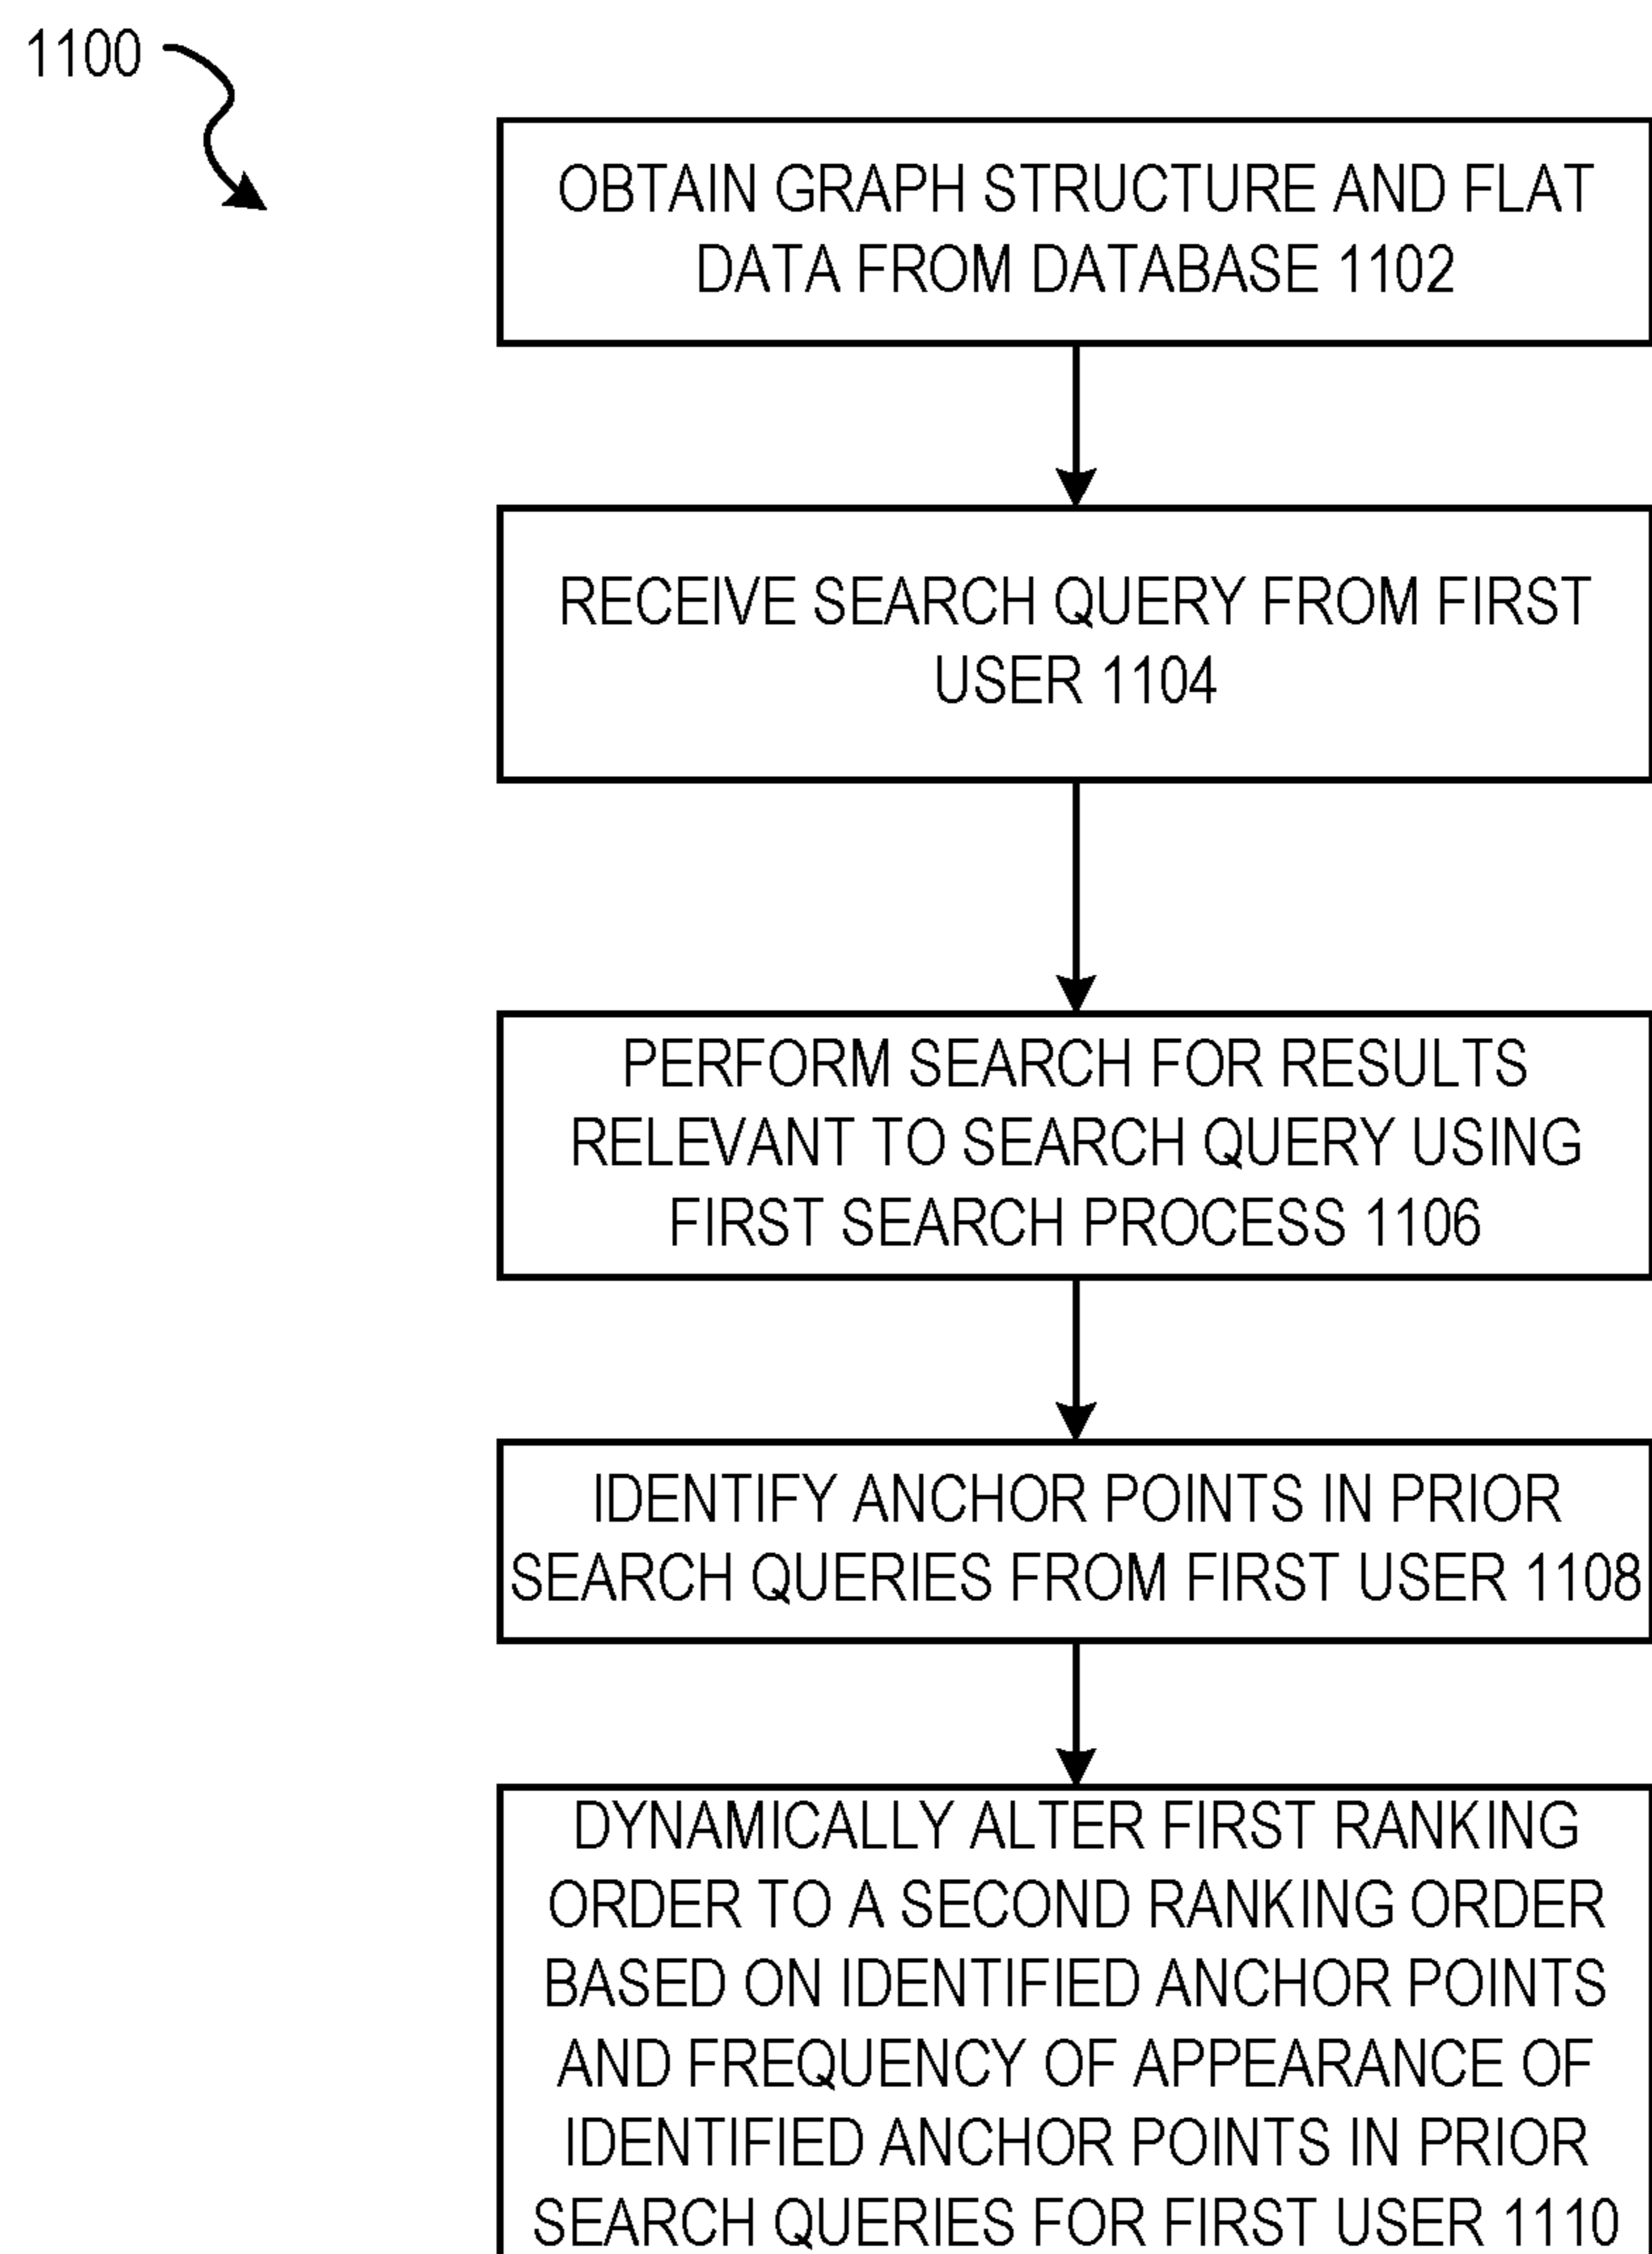 1100
OBTAIN GRAPH STRUCTURE AND FLAT
DATA FROM DATABASE 1102
RECEIVE SEARCH QUERY FROM FIRST
USER 1104
PERFORM SEARCH FOR RESULTS
RELEVANT TO SEARCH QUERY USING
FIRST SEARCH PROCESS 1106
IDENTIFY ANCHOR POINTS IN PRIOR
SEARCH QUERIES FROM FIRST USER 1108
DYNAMICALLY ALTER FIRST RANKING
ORDER TO A SECOND RANKING ORDER
BASED ON IDENTIFIED ANCHOR POINTS
AND FREQUENCY OF APPEARANCE OF
IDENTIFIED ANCHOR POINTS IN PRIOR
SEARCH QUERIES FOR FIRST USER 1110